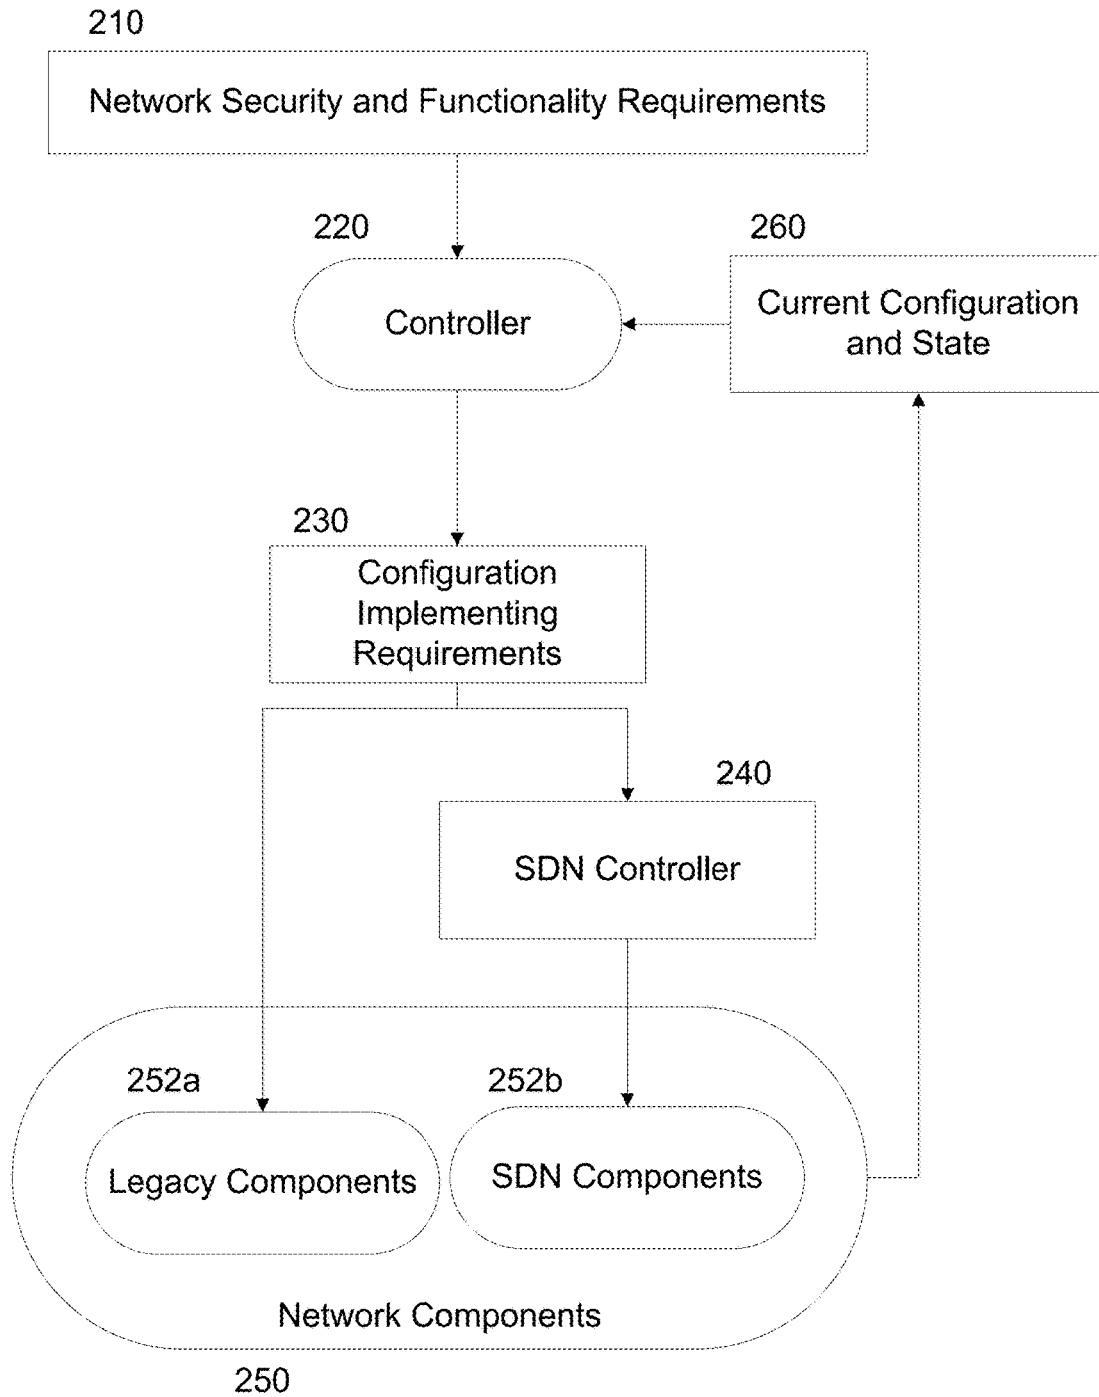 210
Network Security and Functionality Requirements
220
260
Controller
Current Configuration
and State
230
Configuration
Implementing
Requirements
240
SDN Controller
252a
252b
Legacy Components
SDN Components
Network Components
250